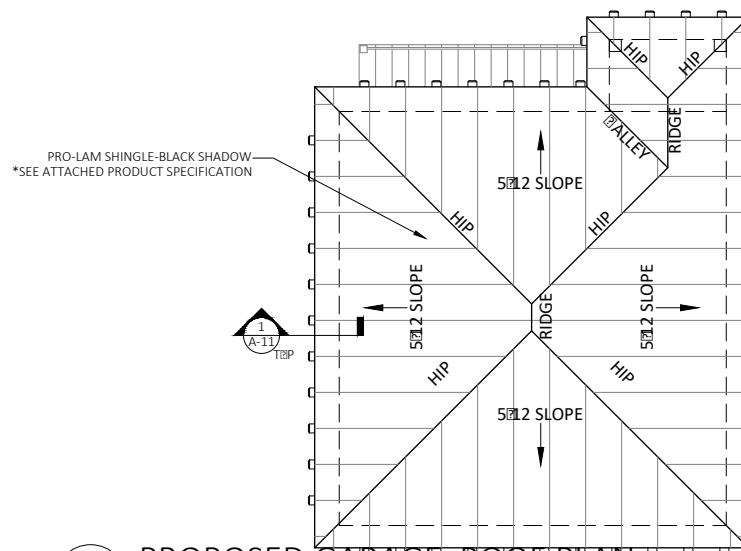 HIP
HIP
RIDGE
ALLEY
PRO-LAM SHINGLE-BLACK SHADOW
*SEE ATTACHED PRODUCT SPECIFICATION
5 12 SLOPE
HIP
HIP
5 12 SLOPE
RIDGE
5 12 SLOPE
1
A-11
T P
HIP
HIP
5 12 SLOPE
PROPOSED GARAGE ROOF PLAN